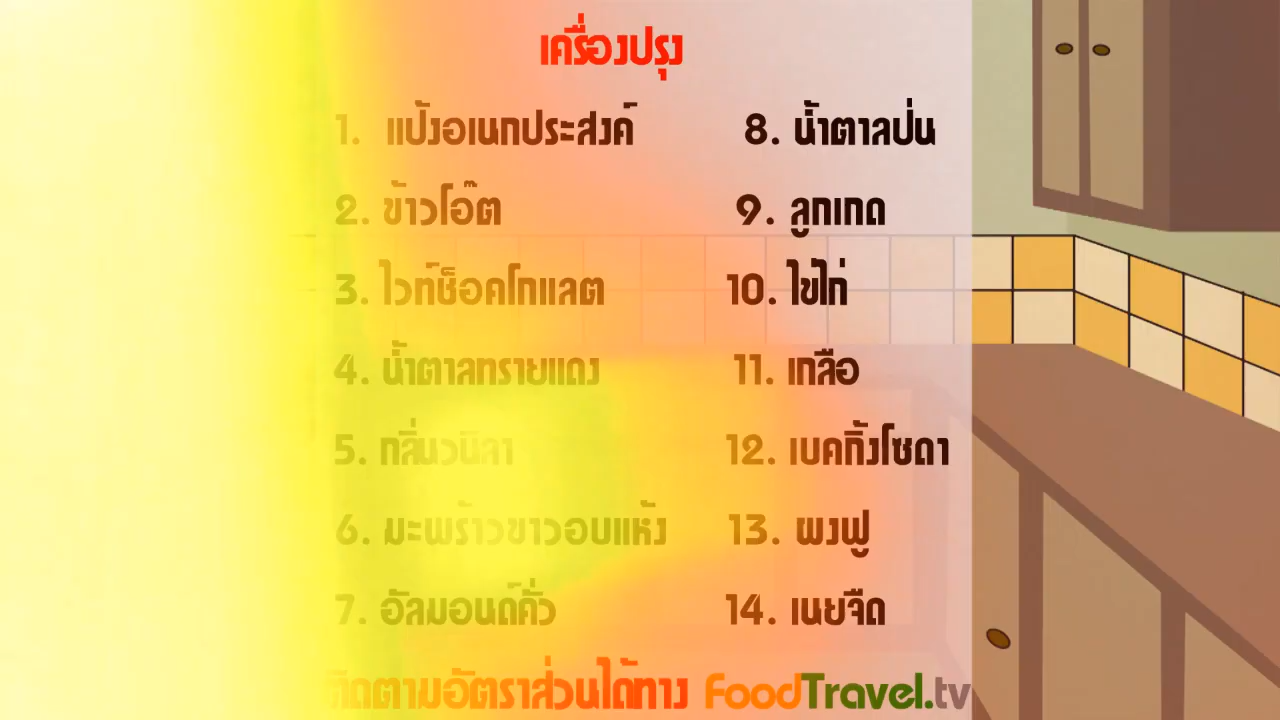 เครื่องปรุง
1. แป้งอเนกประสงค์
2. ข้าวโอ๊ต
3. ไวท์ช็อคโกแลต
4. น้ำตาลทรายแดง
5. กลิ่นวนิลา
6. มะพร้าวขาวอบแห้ง
7. อัลมอนด์คั่ว
8. น้ำตาลป่น
9. ลูกเกด
10. ไข่ไก่
11. เกลือ
12. เบคกิ้งโซดา
13. ผงฟู
14. เนยจืด
ติดตามอัตราส่วนได้ทาง FoodTravel.tv